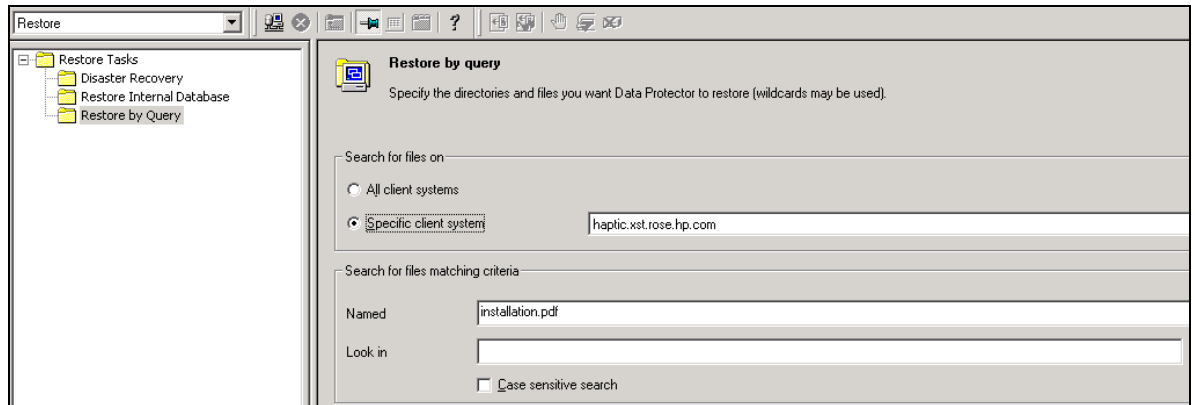 Restore
?
Restore Tasks
Disaster Recovery
Restore Internal Database
Restore by Query
Restore by query
Specify the directories and files you want Data Protector to restore (wildcards may be used).
Search for files on
All client systems
Specific client system
haptic.xst.rose.hp.com
Search for files matching criteria
Named
installation.pdf
Look in
Case sensitive search